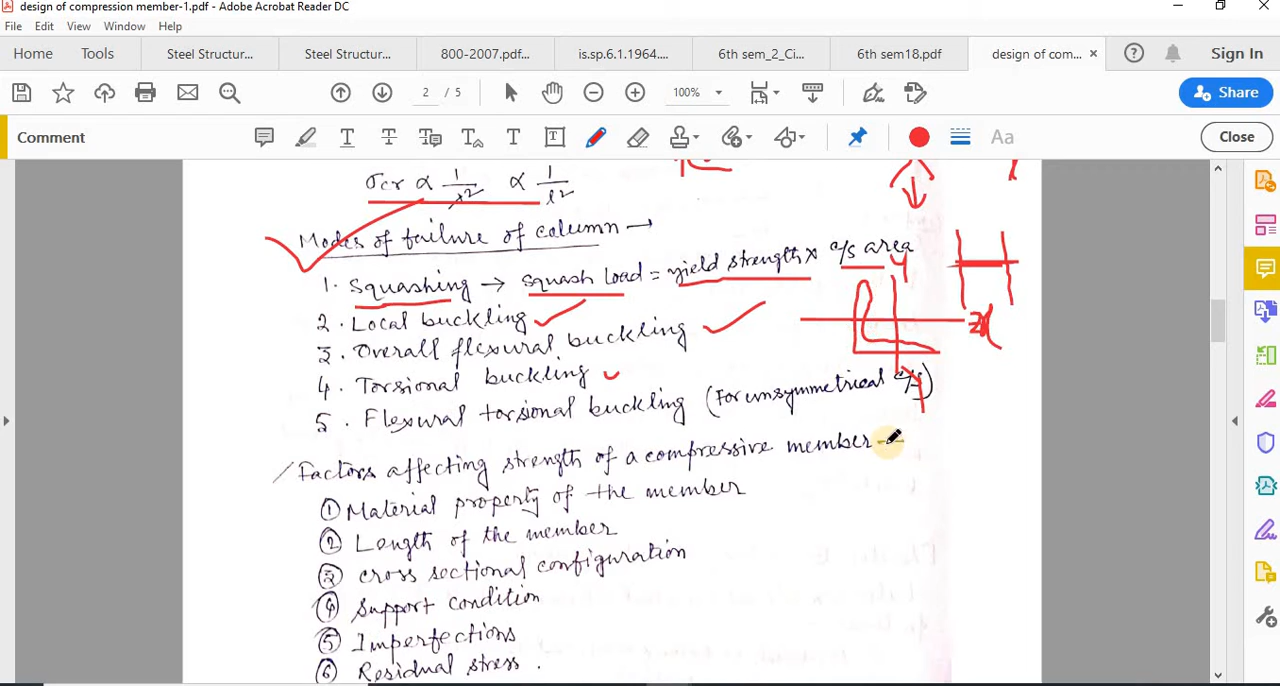 design of compression member-1.pdf - Adobe Acrobat Reader DC
File Edit View Window Help
Home Tools Steel Structur... Steel Structur... 800-2007.pdf... is.sp.6.1.1964.... 6th sem_2_Ci... 6th sem18.pdf design of com... × ? Sign In
2 / 5 100% Share
Comment Aa Close
σcr ∝ 1/λ² ∝ 1/l²
Modes of failure of column →
1. Squashing → squash load = yield strength x c/s area
2. Local buckling
3. Overall flexural buckling
4. Torsional buckling
5. Flexural torsional buckling (For unsymmetrical c/s)
y
x
Factors affecting strength of a compressive member -
① Material property of the member
② Length of the member
③ cross sectional configuration
④ support condition
⑤ Imperfections
⑥ Residual stress.